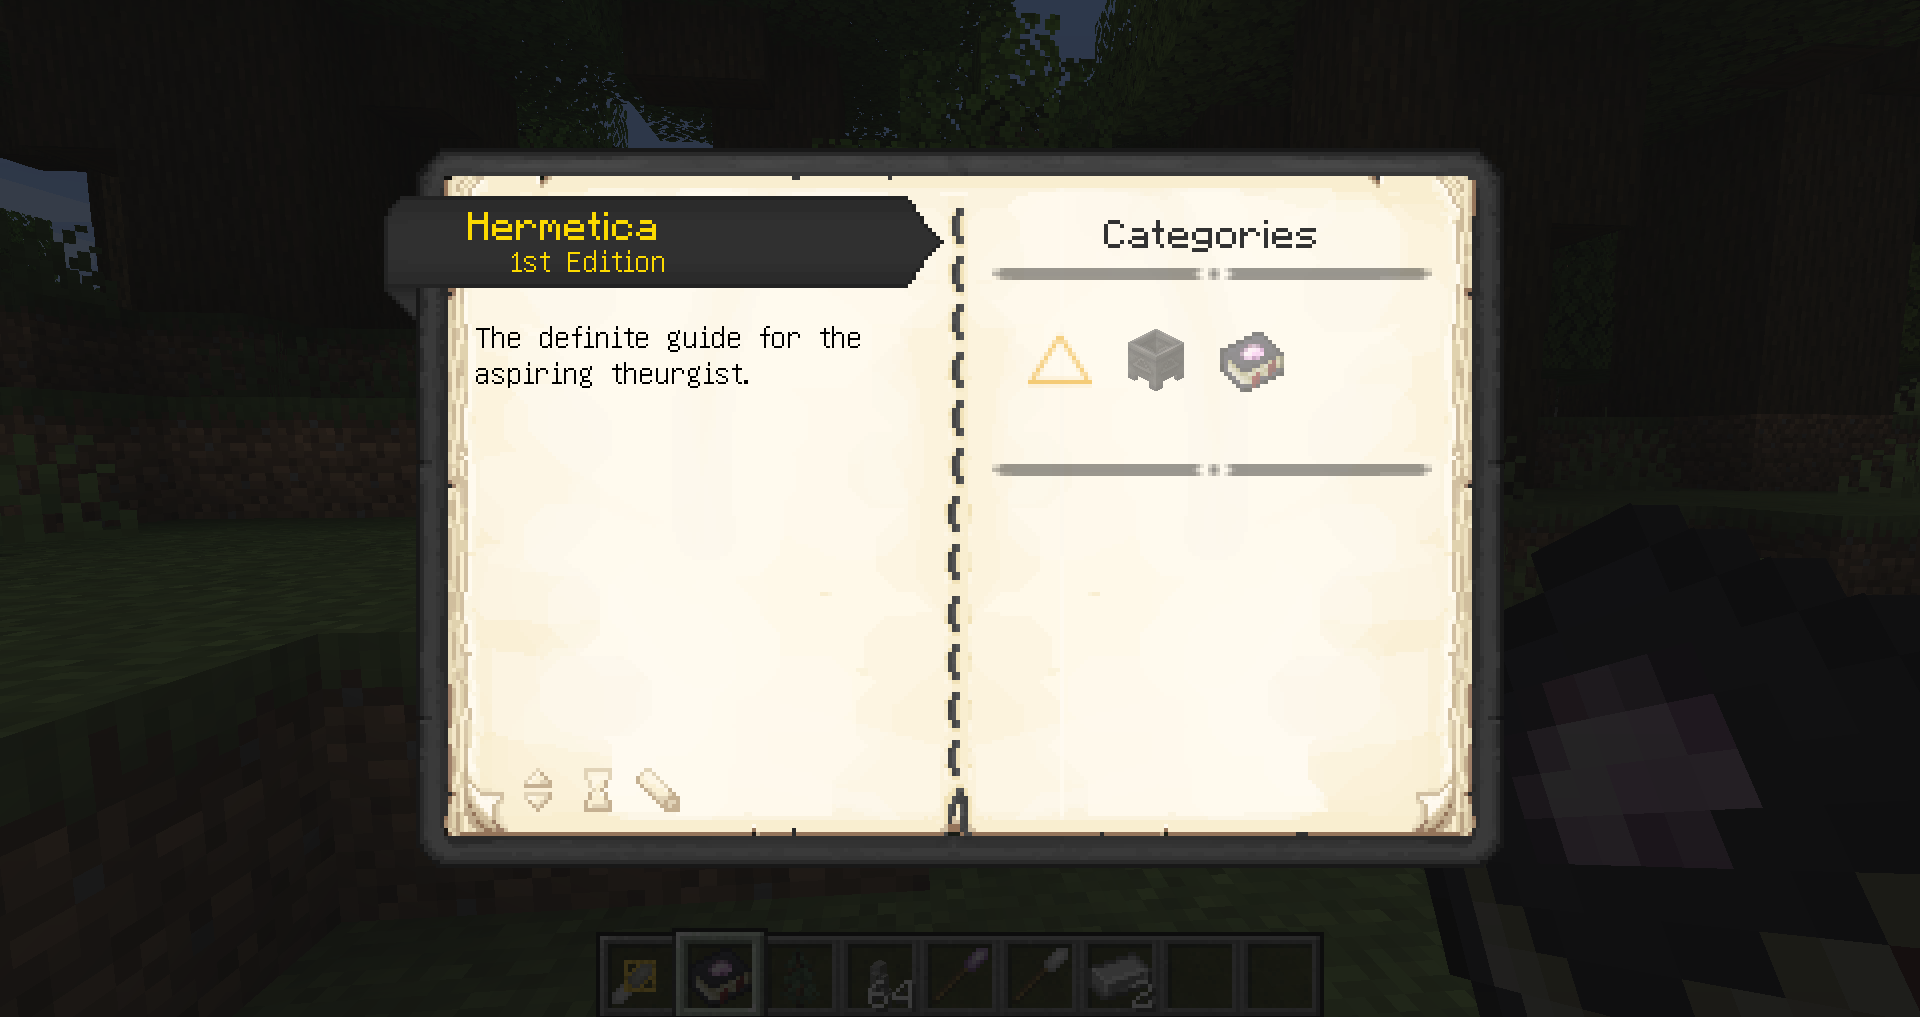 Hermetica
1st Edition
The definite guide for the
aspiring theurgist.
Categories
64
2